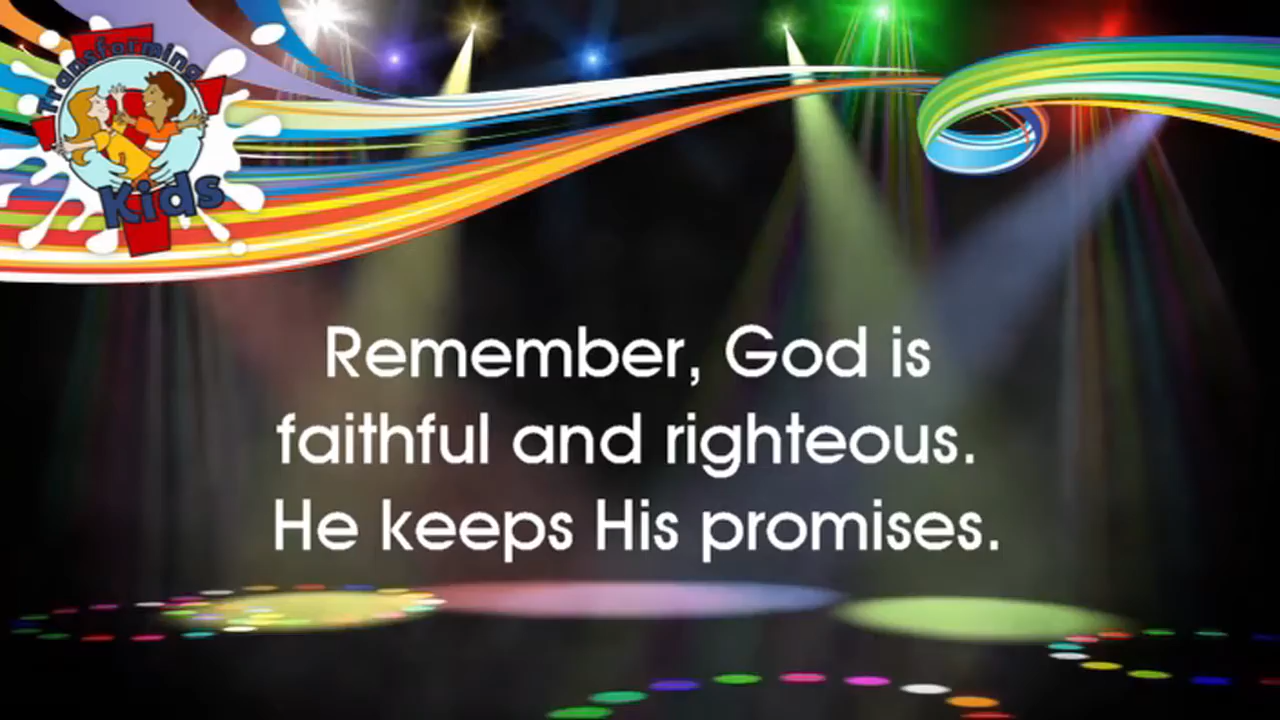 Transforming
Kids
Remember, God is
faithful and righteous.
He keeps His promises.